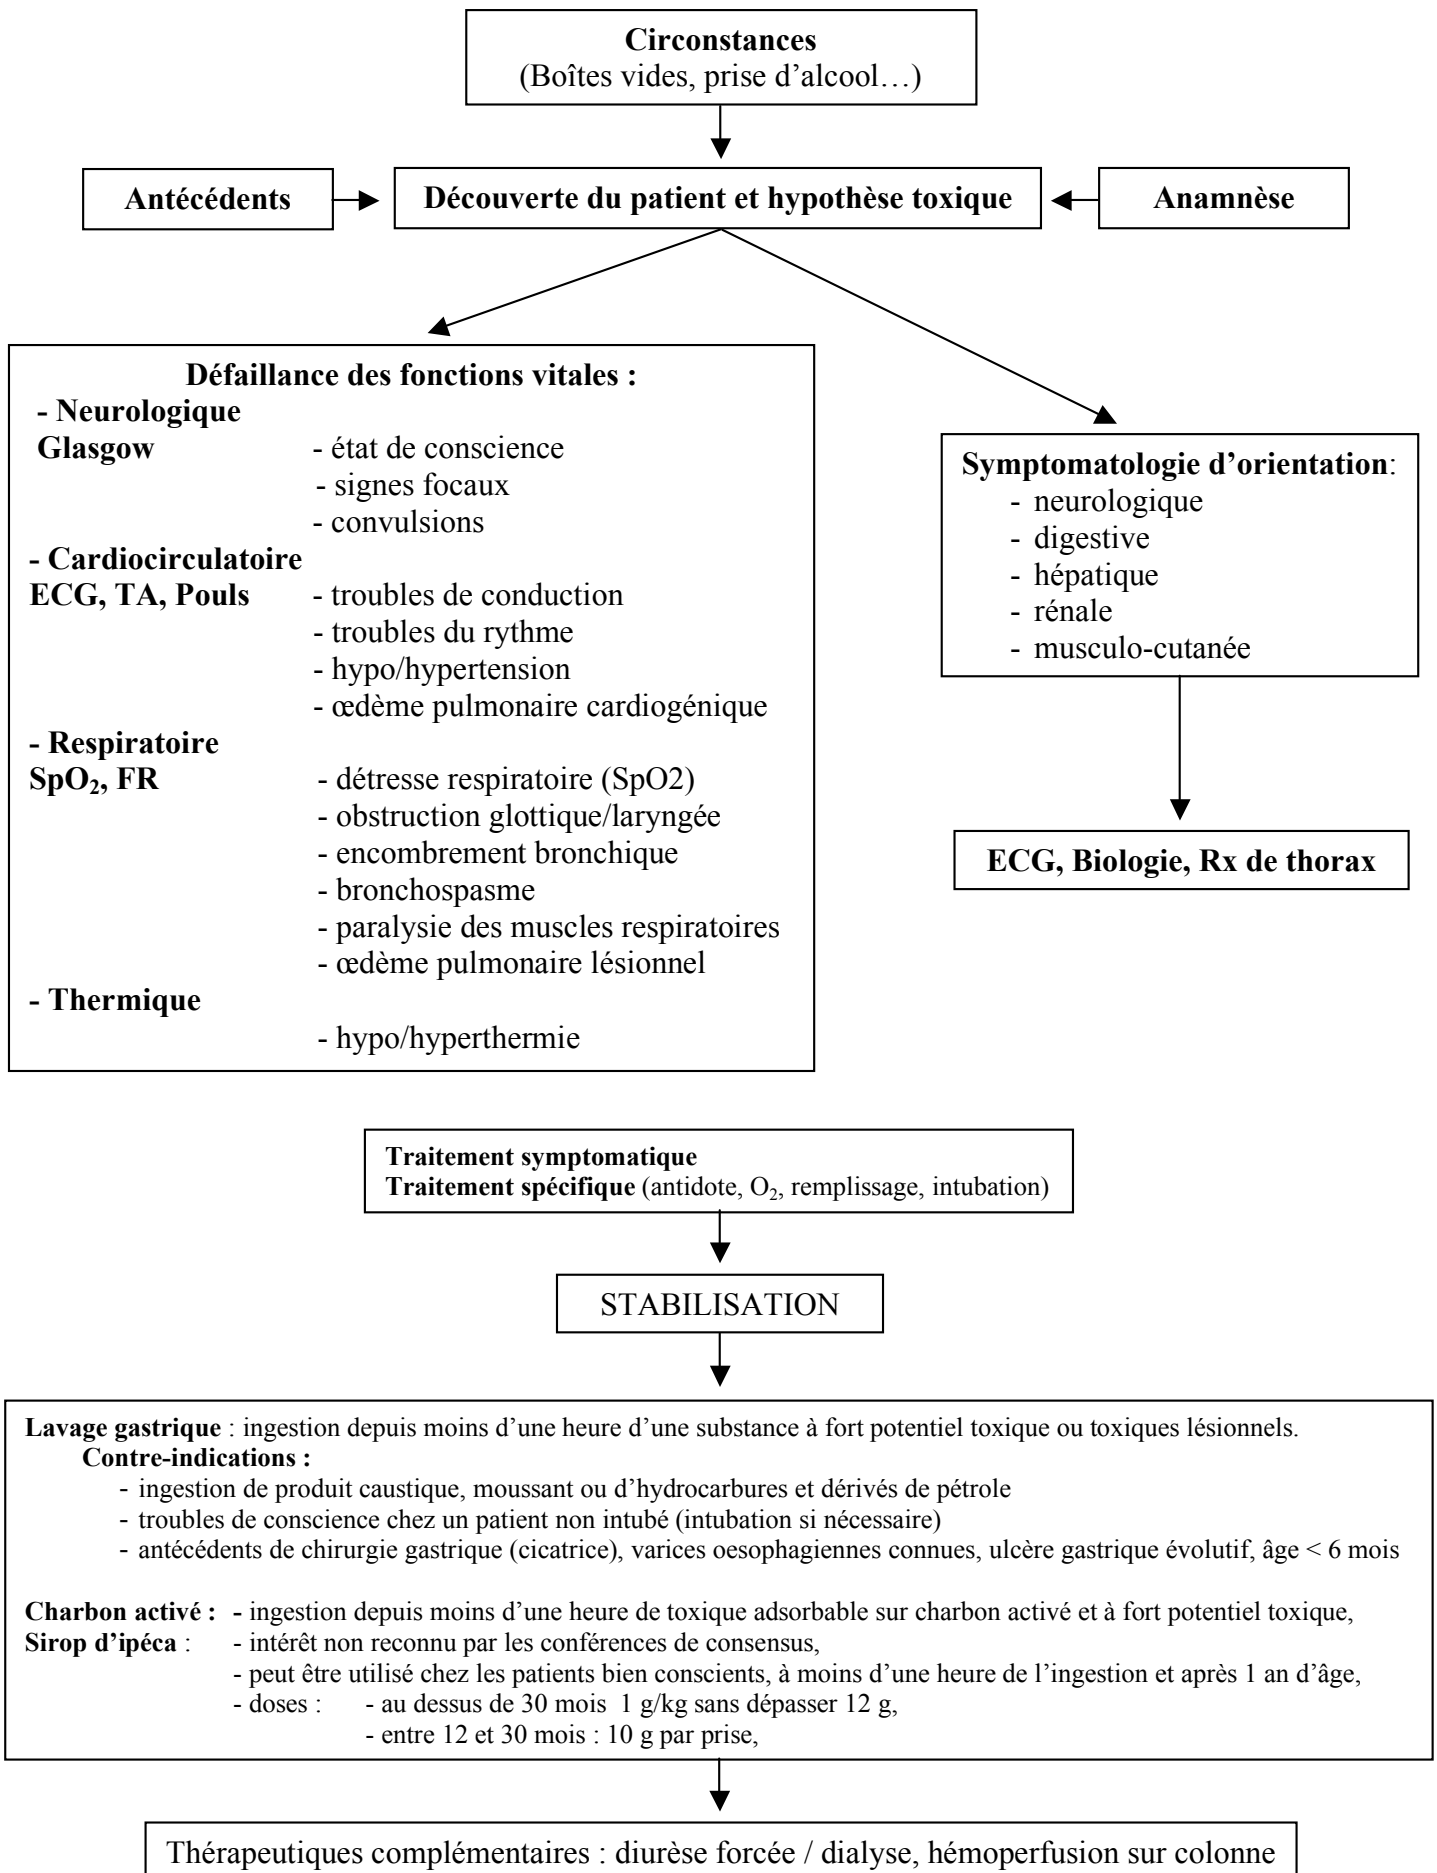 Circonstances
(Boîtes vides, prise d’alcool…)
Antécédents
Découverte du patient et hypothèse toxique
Anamnèse
Défaillance des fonctions vitales :
- Neurologique
Glasgow - état de conscience
- signes focaux
- convulsions
- Cardiocirculatoire
ECG, TA, Pouls - troubles de conduction
- troubles du rythme
- hypo/hypertension
- œdème pulmonaire cardiogénique
- Respiratoire
SpO₂, FR - détresse respiratoire (SpO2)
- obstruction glottique/laryngée
- encombrement bronchique
- bronchospasme
- paralysie des muscles respiratoires
- œdème pulmonaire lésionnel
- Thermique
- hypo/hyperthermie
Symptomatologie d’orientation:
- neurologique
- digestive
- hépatique
- rénale
- musculo-cutanée
ECG, Biologie, Rx de thorax
Traitement symptomatique
Traitement spécifique (antidote, O₂, remplissage, intubation)
STABILISATION
Lavage gastrique : ingestion depuis moins d’une heure d’une substance à fort potentiel toxique ou toxiques lésionnels.
Contre-indications :
- ingestion de produit caustique, moussant ou d’hydrocarbures et dérivés de pétrole
- troubles de conscience chez un patient non intubé (intubation si nécessaire)
- antécédents de chirurgie gastrique (cicatrice), varices oesophagiennes connues, ulcère gastrique évolutif, âge < 6 mois
Charbon activé : - ingestion depuis moins d’une heure de toxique adsorbable sur charbon activé et à fort potentiel toxique,
Sirop d’ipéca : - intérêt non reconnu par les conférences de consensus,
- peut être utilisé chez les patients bien conscients, à moins d’une heure de l’ingestion et après 1 an d’âge,
- doses : - au dessus de 30 mois 1 g/kg sans dépasser 12 g,
- entre 12 et 30 mois : 10 g par prise,
Thérapeutiques complémentaires : diurèse forcée / dialyse, hémoperfusion sur colonne